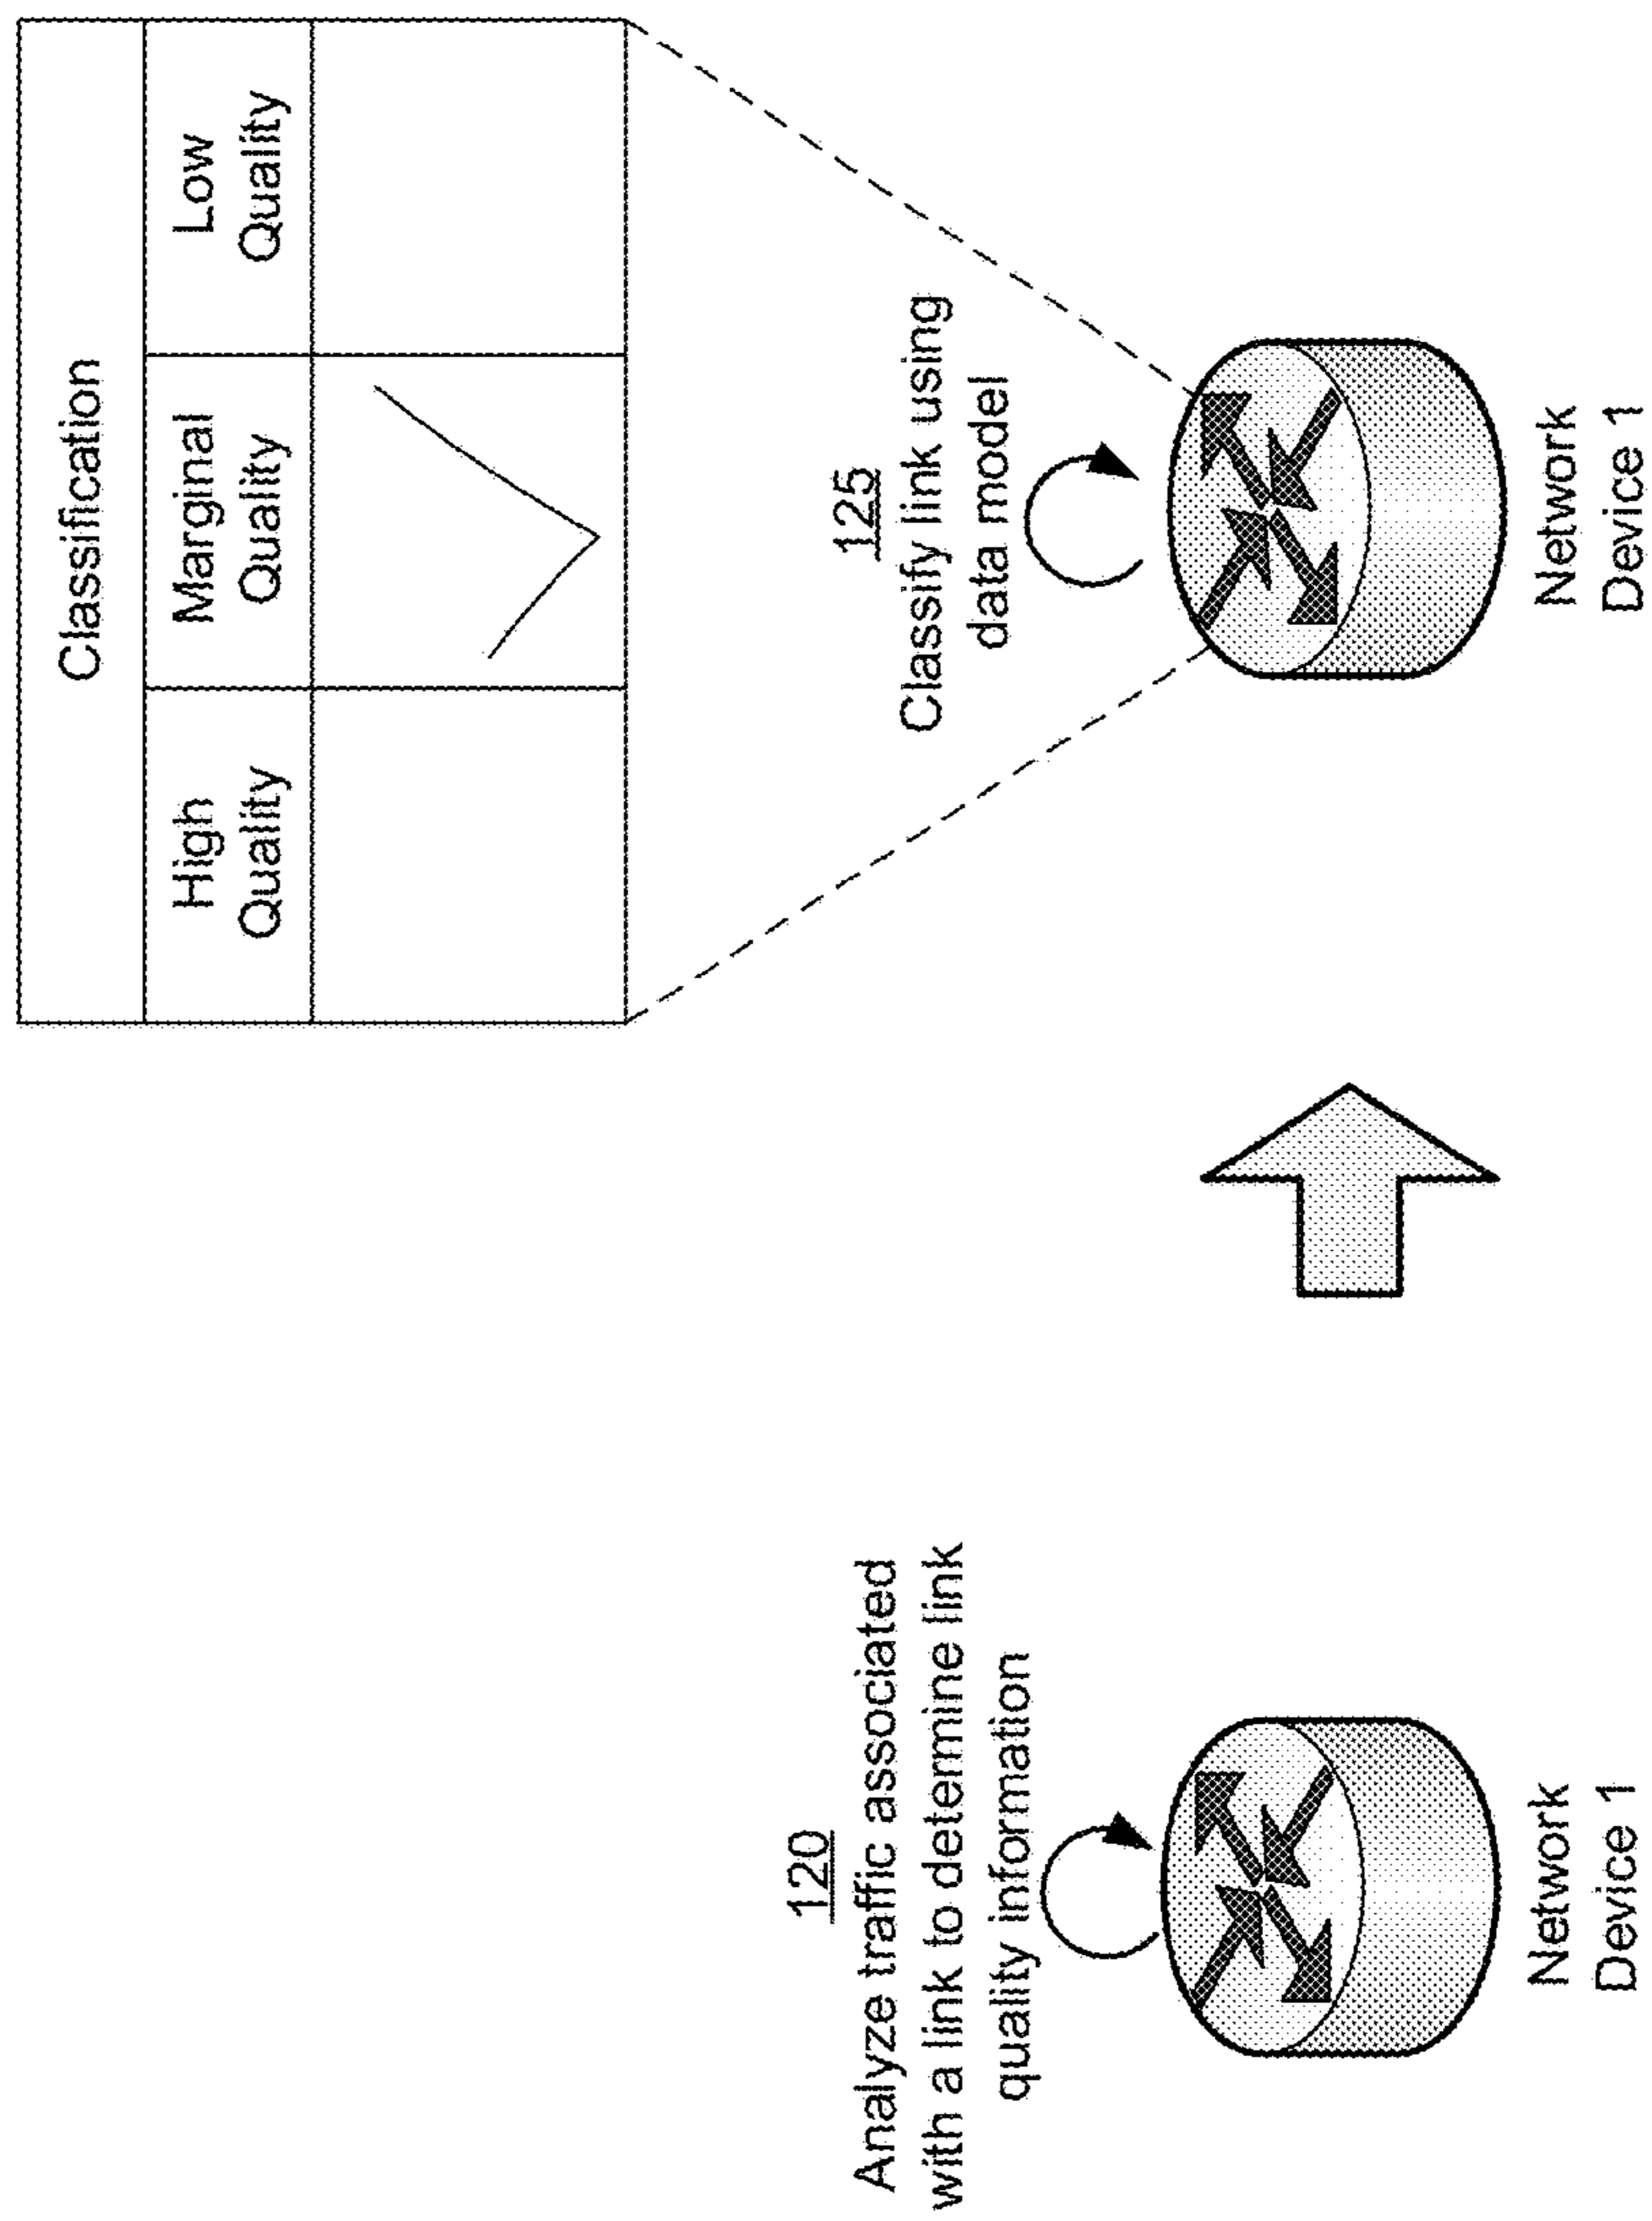 120
Analyze traffic associated
with a link to determine link
quality information
Network
Device 1
Classification
High
Quality
Marginal
Quality
Low
Quality
125
Classify link using
data model
Network
Device 1